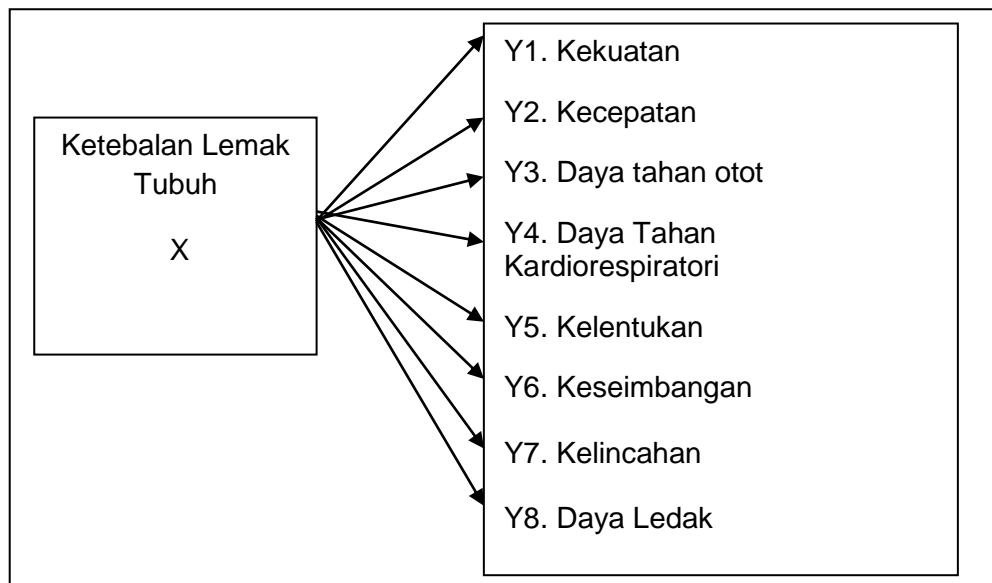 Ketebalan Lemak
Tubuh
X
Y1. Kekuatan
Y2. Kecepatan
Y3. Daya tahan otot
Y4. Daya Tahan
Kardiorespiratori
Y5. Kelentukan
Y6. Keseimbangan
Y7. Kelincahan
Y8. Daya Ledak